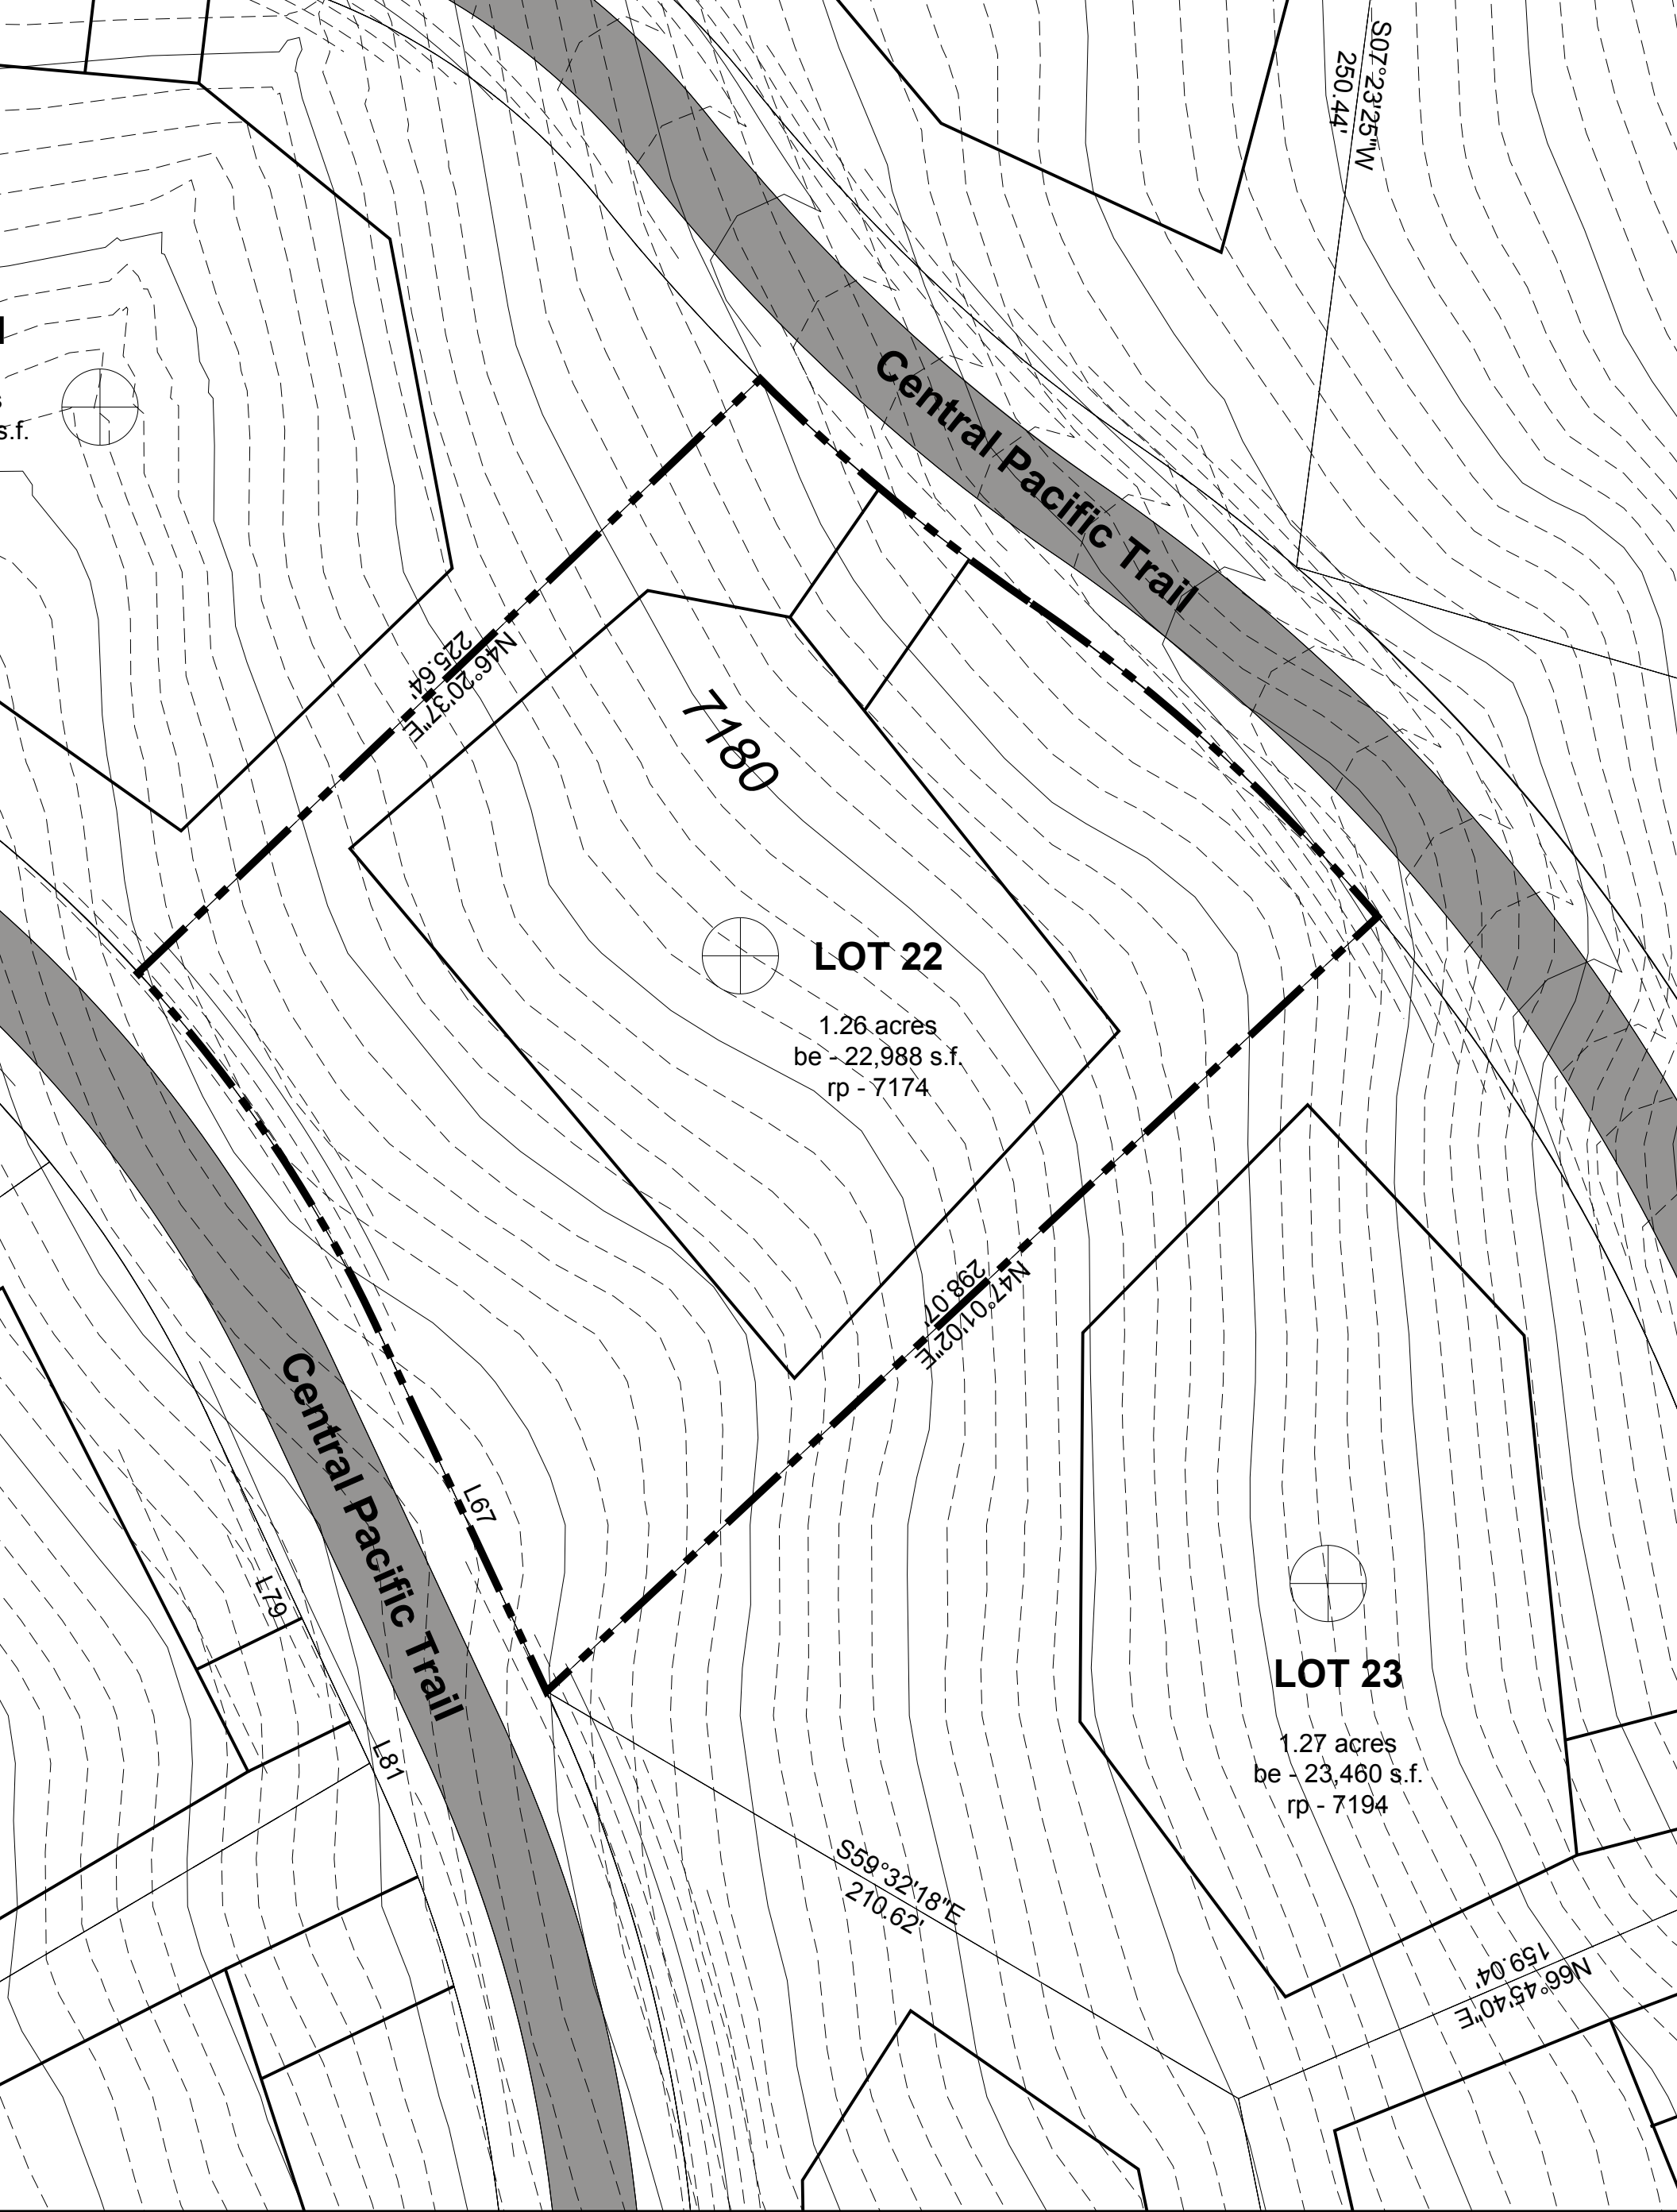 S07°23'25"W
250.44'
s.f.
Central Pacific Trail
225.64'
N46°20'37"E
7180
LOT 22
1.26 acres
be - 22,988 s.f.
rp - 7174
298.07'
N47°01'02"E
Central Pacific Trail
L67
L79
L81
LOT 23
1.27 acres
be - 23,460 s.f.
rp - 7194
S59°32'18"E
210.62'
159.04'
N66°45'40"E